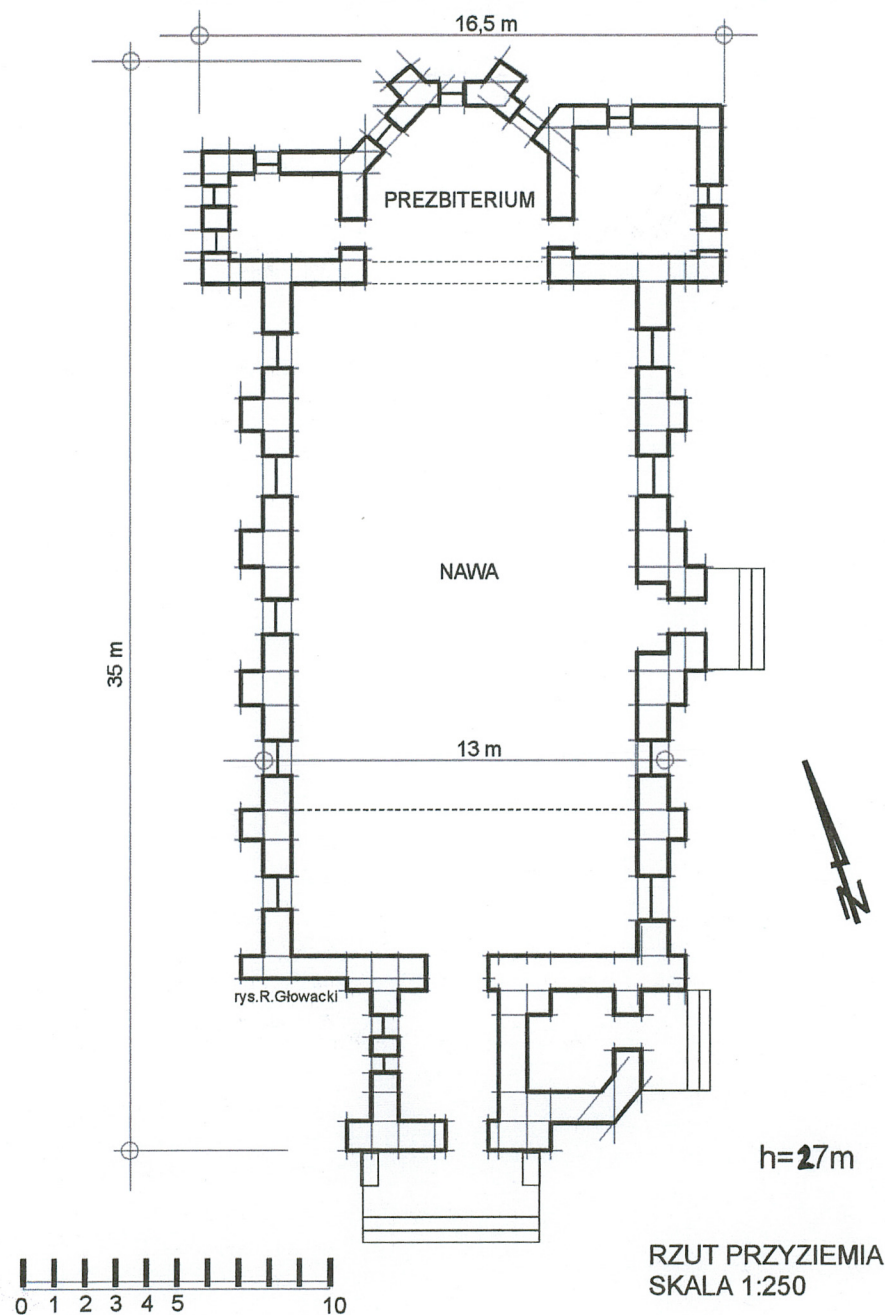 16,5 m
PREZBITERIUM
NAWA
35 m
13 m
N
rys.R.Głowacki
h=27m
RZUT PRZYZIEMIA
SKALA 1:250
0 1 2 3 4 5 10